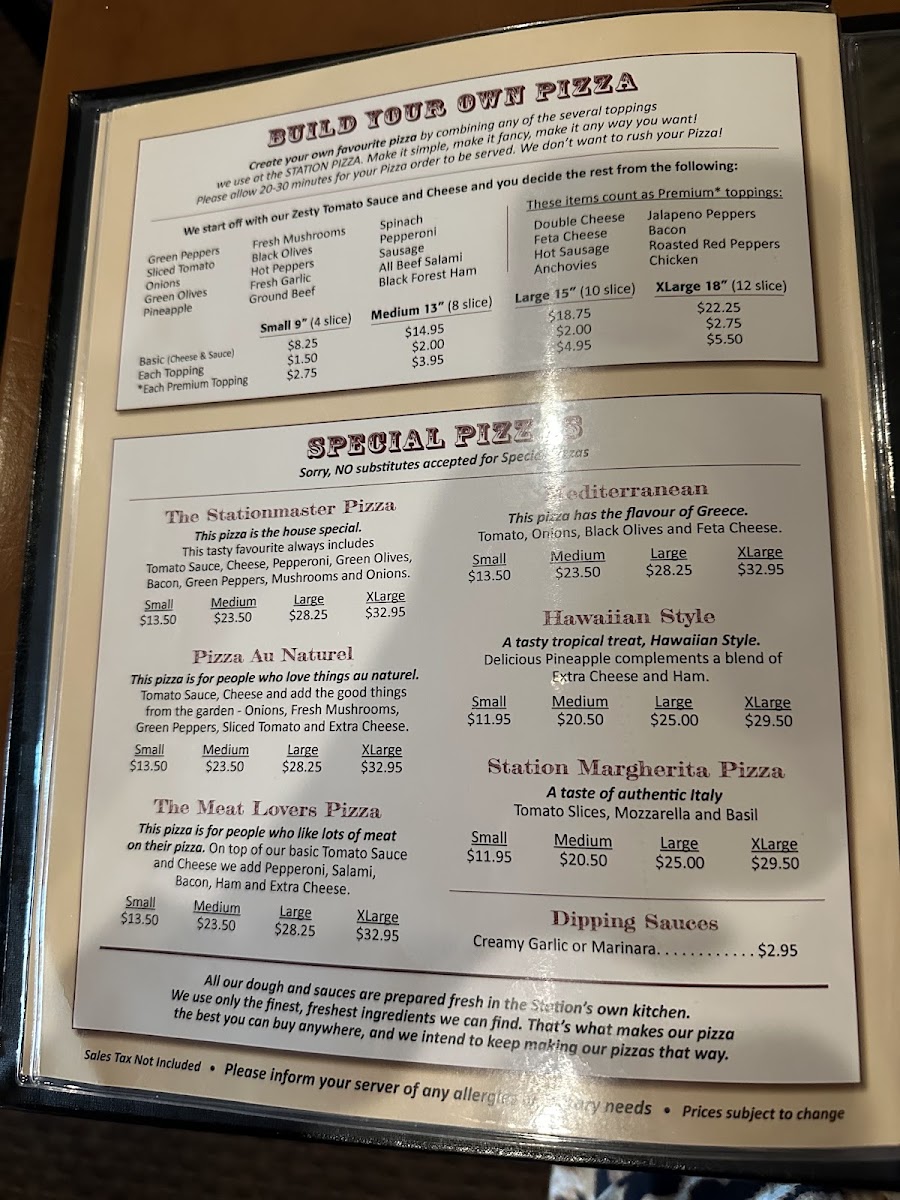 BUILD YOUR OWN PIZZA
Create your own favourite pizza by combining any of the several toppings
we use at the STATION PIZZA. Make it simple, make it fancy, make it any way you want!
Please allow 20-30 minutes for your Pizza order to be served. We don't want to rush your Pizza!
We start off with our Zesty Tomato Sauce and Cheese and you decide the rest from the following:
Green Peppers
Sliced Tomato
Onions
Green Olives
Pineapple
Fresh Mushrooms
Black Olives
Hot Peppers
Fresh Garlic
Ground Beef
Spinach
Pepperoni
Sausage
All Beef Salami
Black Forest Ham
These items count as Premium* toppings:
Double Cheese
Feta Cheese
Hot Sausage
Anchovies
Jalapeno Peppers
Bacon
Roasted Red Peppers
Chicken
Small 9" (4 slice) Medium 13" (8 slice) Large 15" (10 slice) XLarge 18" (12 slice)
Basic (Cheese & Sauce) $8.25 $14.95 $18.75 $22.25
Each Topping $1.50 $2.00 $2.00 $2.75
*Each Premium Topping $2.75 $3.95 $4.95 $5.50
SPECIAL PIZZAS
Sorry, NO substitutes accepted for Special Pizzas
The Stationmaster Pizza
This pizza is the house special.
This tasty favourite always includes
Tomato Sauce, Cheese, Pepperoni, Green Olives,
Bacon, Green Peppers, Mushrooms and Onions.
Small Medium Large XLarge
$13.50 $23.50 $28.25 $32.95
Pizza Au Naturel
This pizza is for people who love things au naturel.
Tomato Sauce, Cheese and add the good things
from the garden - Onions, Fresh Mushrooms,
Green Peppers, Sliced Tomato and Extra Cheese.
Small Medium Large XLarge
$13.50 $23.50 $28.25 $32.95
The Meat Lovers Pizza
This pizza is for people who like lots of meat
on their pizza. On top of our basic Tomato Sauce
and Cheese we add Pepperoni, Salami,
Bacon, Ham and Extra Cheese.
Small Medium Large XLarge
$13.50 $23.50 $28.25 $32.95
Mediterranean
This pizza has the flavour of Greece.
Tomato, Onions, Black Olives and Feta Cheese.
Small Medium Large XLarge
$13.50 $23.50 $28.25 $32.95
Hawaiian Style
A tasty tropical treat, Hawaiian Style.
Delicious Pineapple complements a blend of
Extra Cheese and Ham.
Small Medium Large XLarge
$11.95 $20.50 $25.00 $29.50
Station Margherita Pizza
A taste of authentic Italy
Tomato Slices, Mozzarella and Basil
Small Medium Large XLarge
$11.95 $20.50 $25.00 $29.50
Dipping Sauces
Creamy Garlic or Marinara............$2.95
All our dough and sauces are prepared fresh in the Station's own kitchen.
We use only the finest, freshest ingredients we can find. That's what makes our pizza
the best you can buy anywhere, and we intend to keep making our pizzas that way.
Sales Tax Not Included • Please inform your server of any allergies needs • Prices subject to change